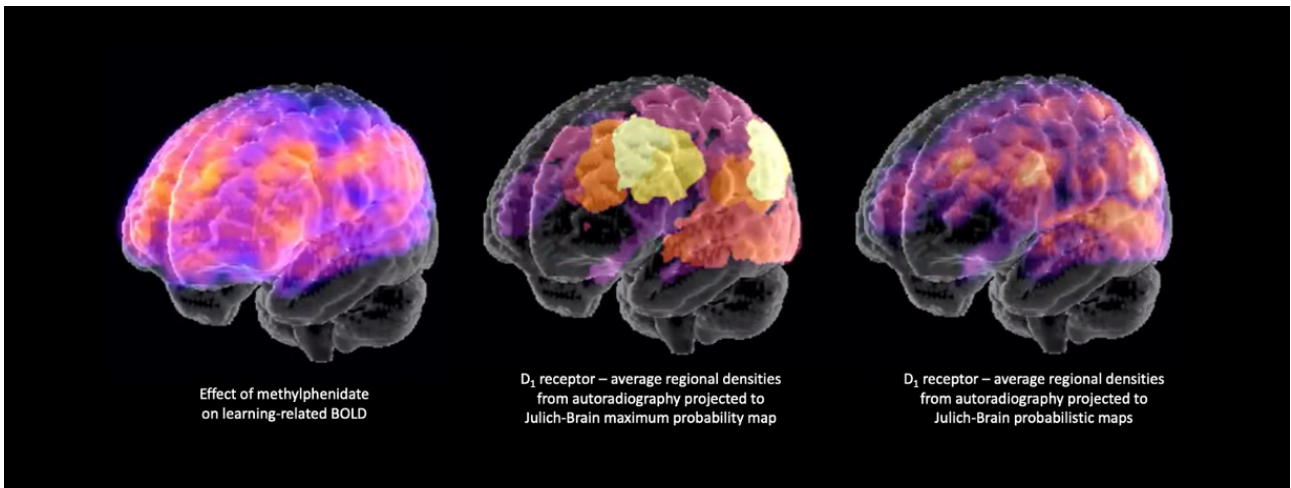 Effect of methylphenidate
on learning-related BOLD
D₁ receptor – average regional densities
from autoradiography projected to
Julich-Brain maximum probability map
D₁ receptor – average regional densities
from autoradiography projected to
Julich-Brain probabilistic maps